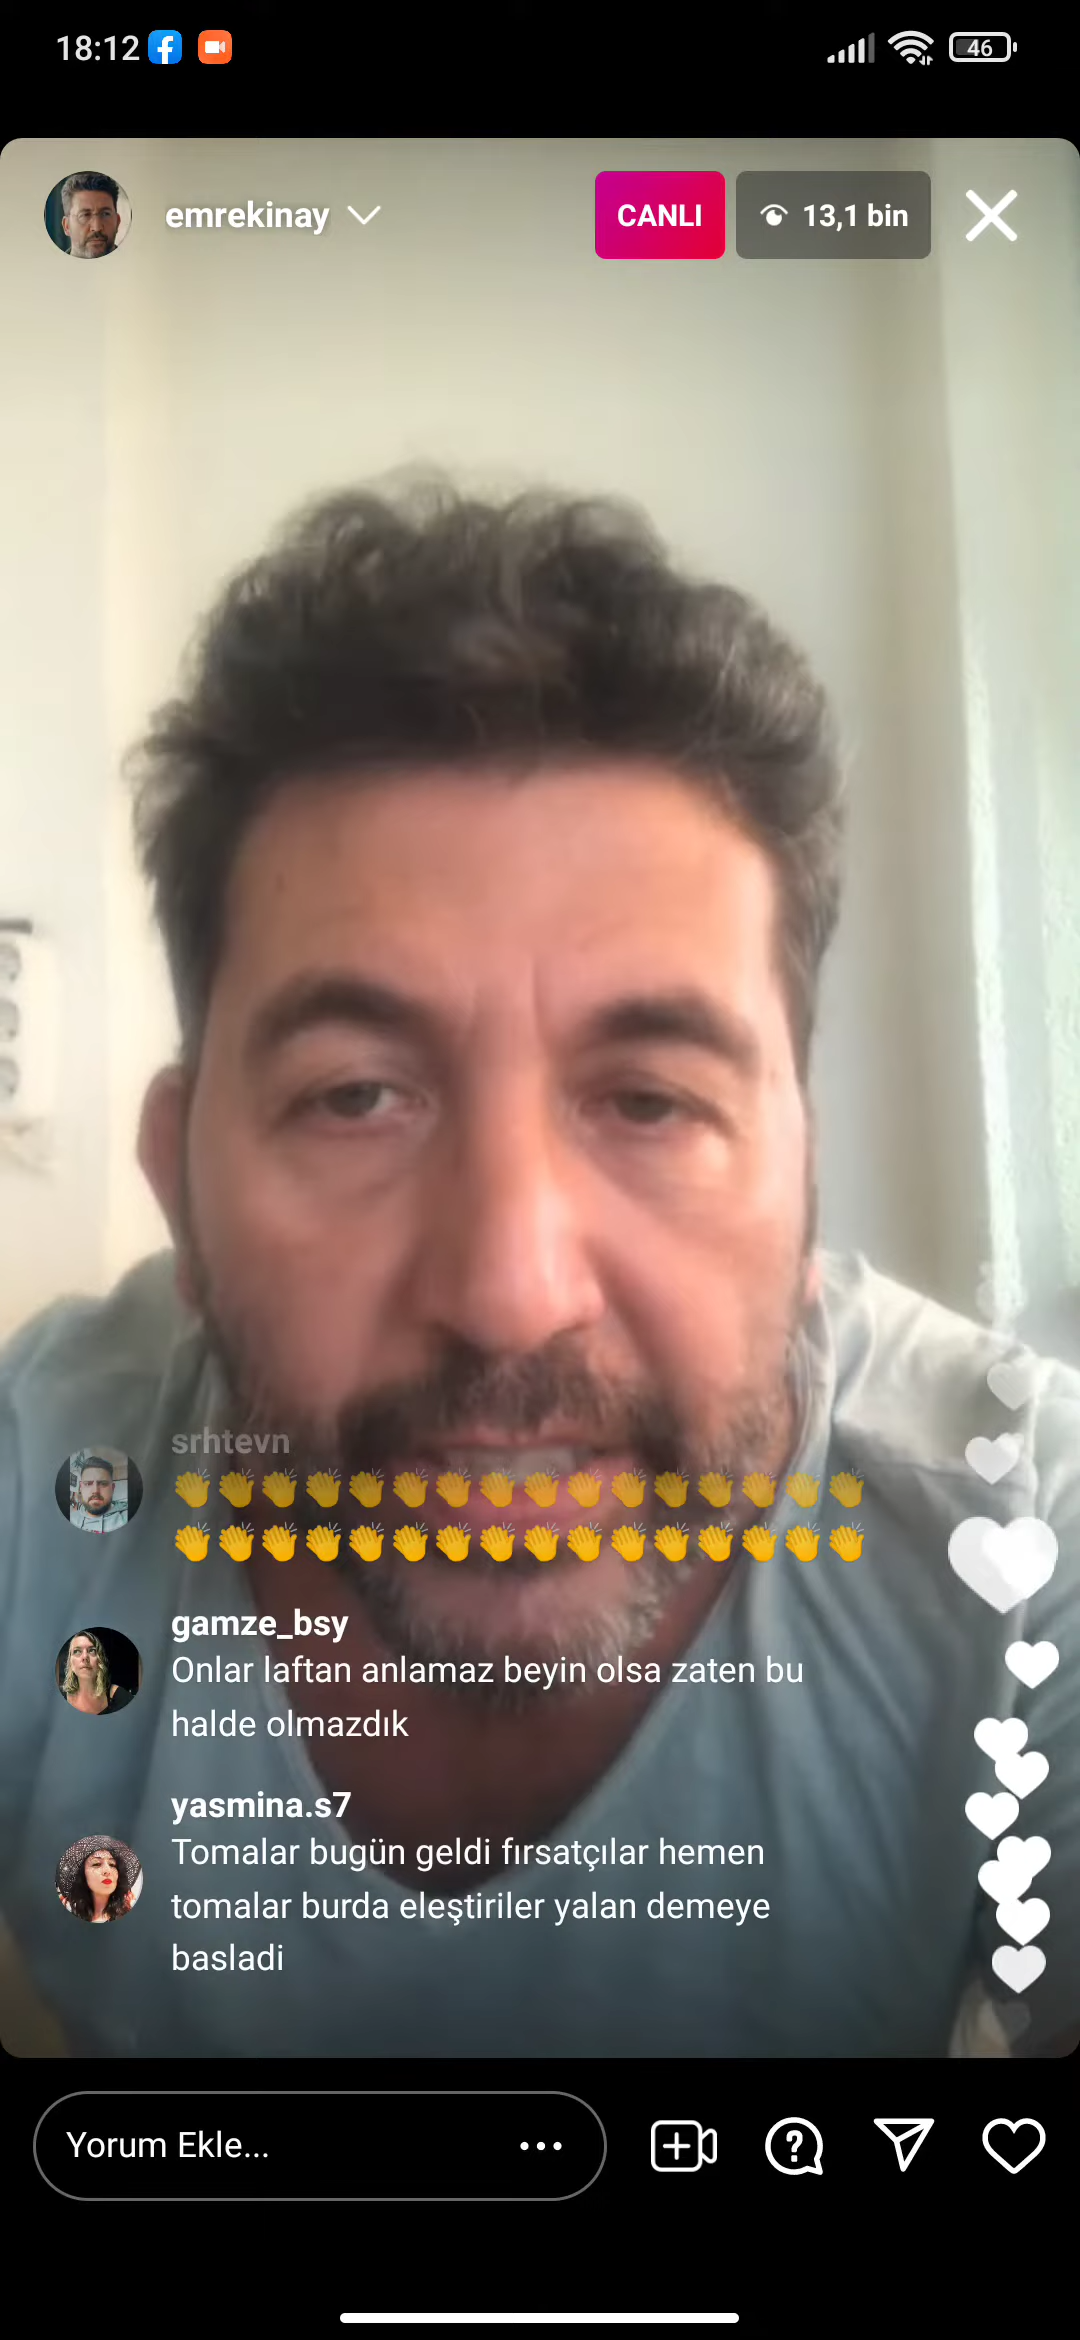 18:12
46
emrekinay
CANLI
13,1 bin
srhtevn
👏👏👏👏👏👏👏👏👏👏👏👏👏👏👏👏
👏👏👏👏👏👏👏👏👏👏👏👏👏👏👏👏
gamze_bsy
Onlar laftan anlamaz beyin olsa zaten bu
halde olmazdık
yasmina.s7
Tomalar bugün geldi fırsatçılar hemen
tomalar burda eleştiriler yalan demeye
basladi
Yorum Ekle...